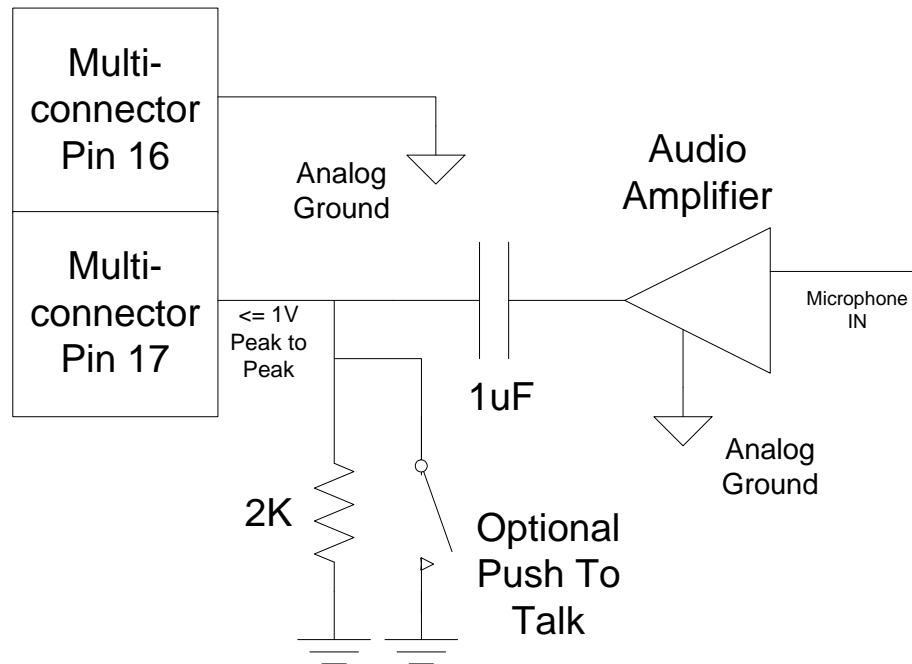 Multi-
connector
Pin 16
Analog
Ground
Audio
Amplifier
Multi-
connector
Pin 17
<= 1V
Peak to
Peak
Microphone
IN
1uF
Analog
Ground
2K
Optional
Push To
Talk